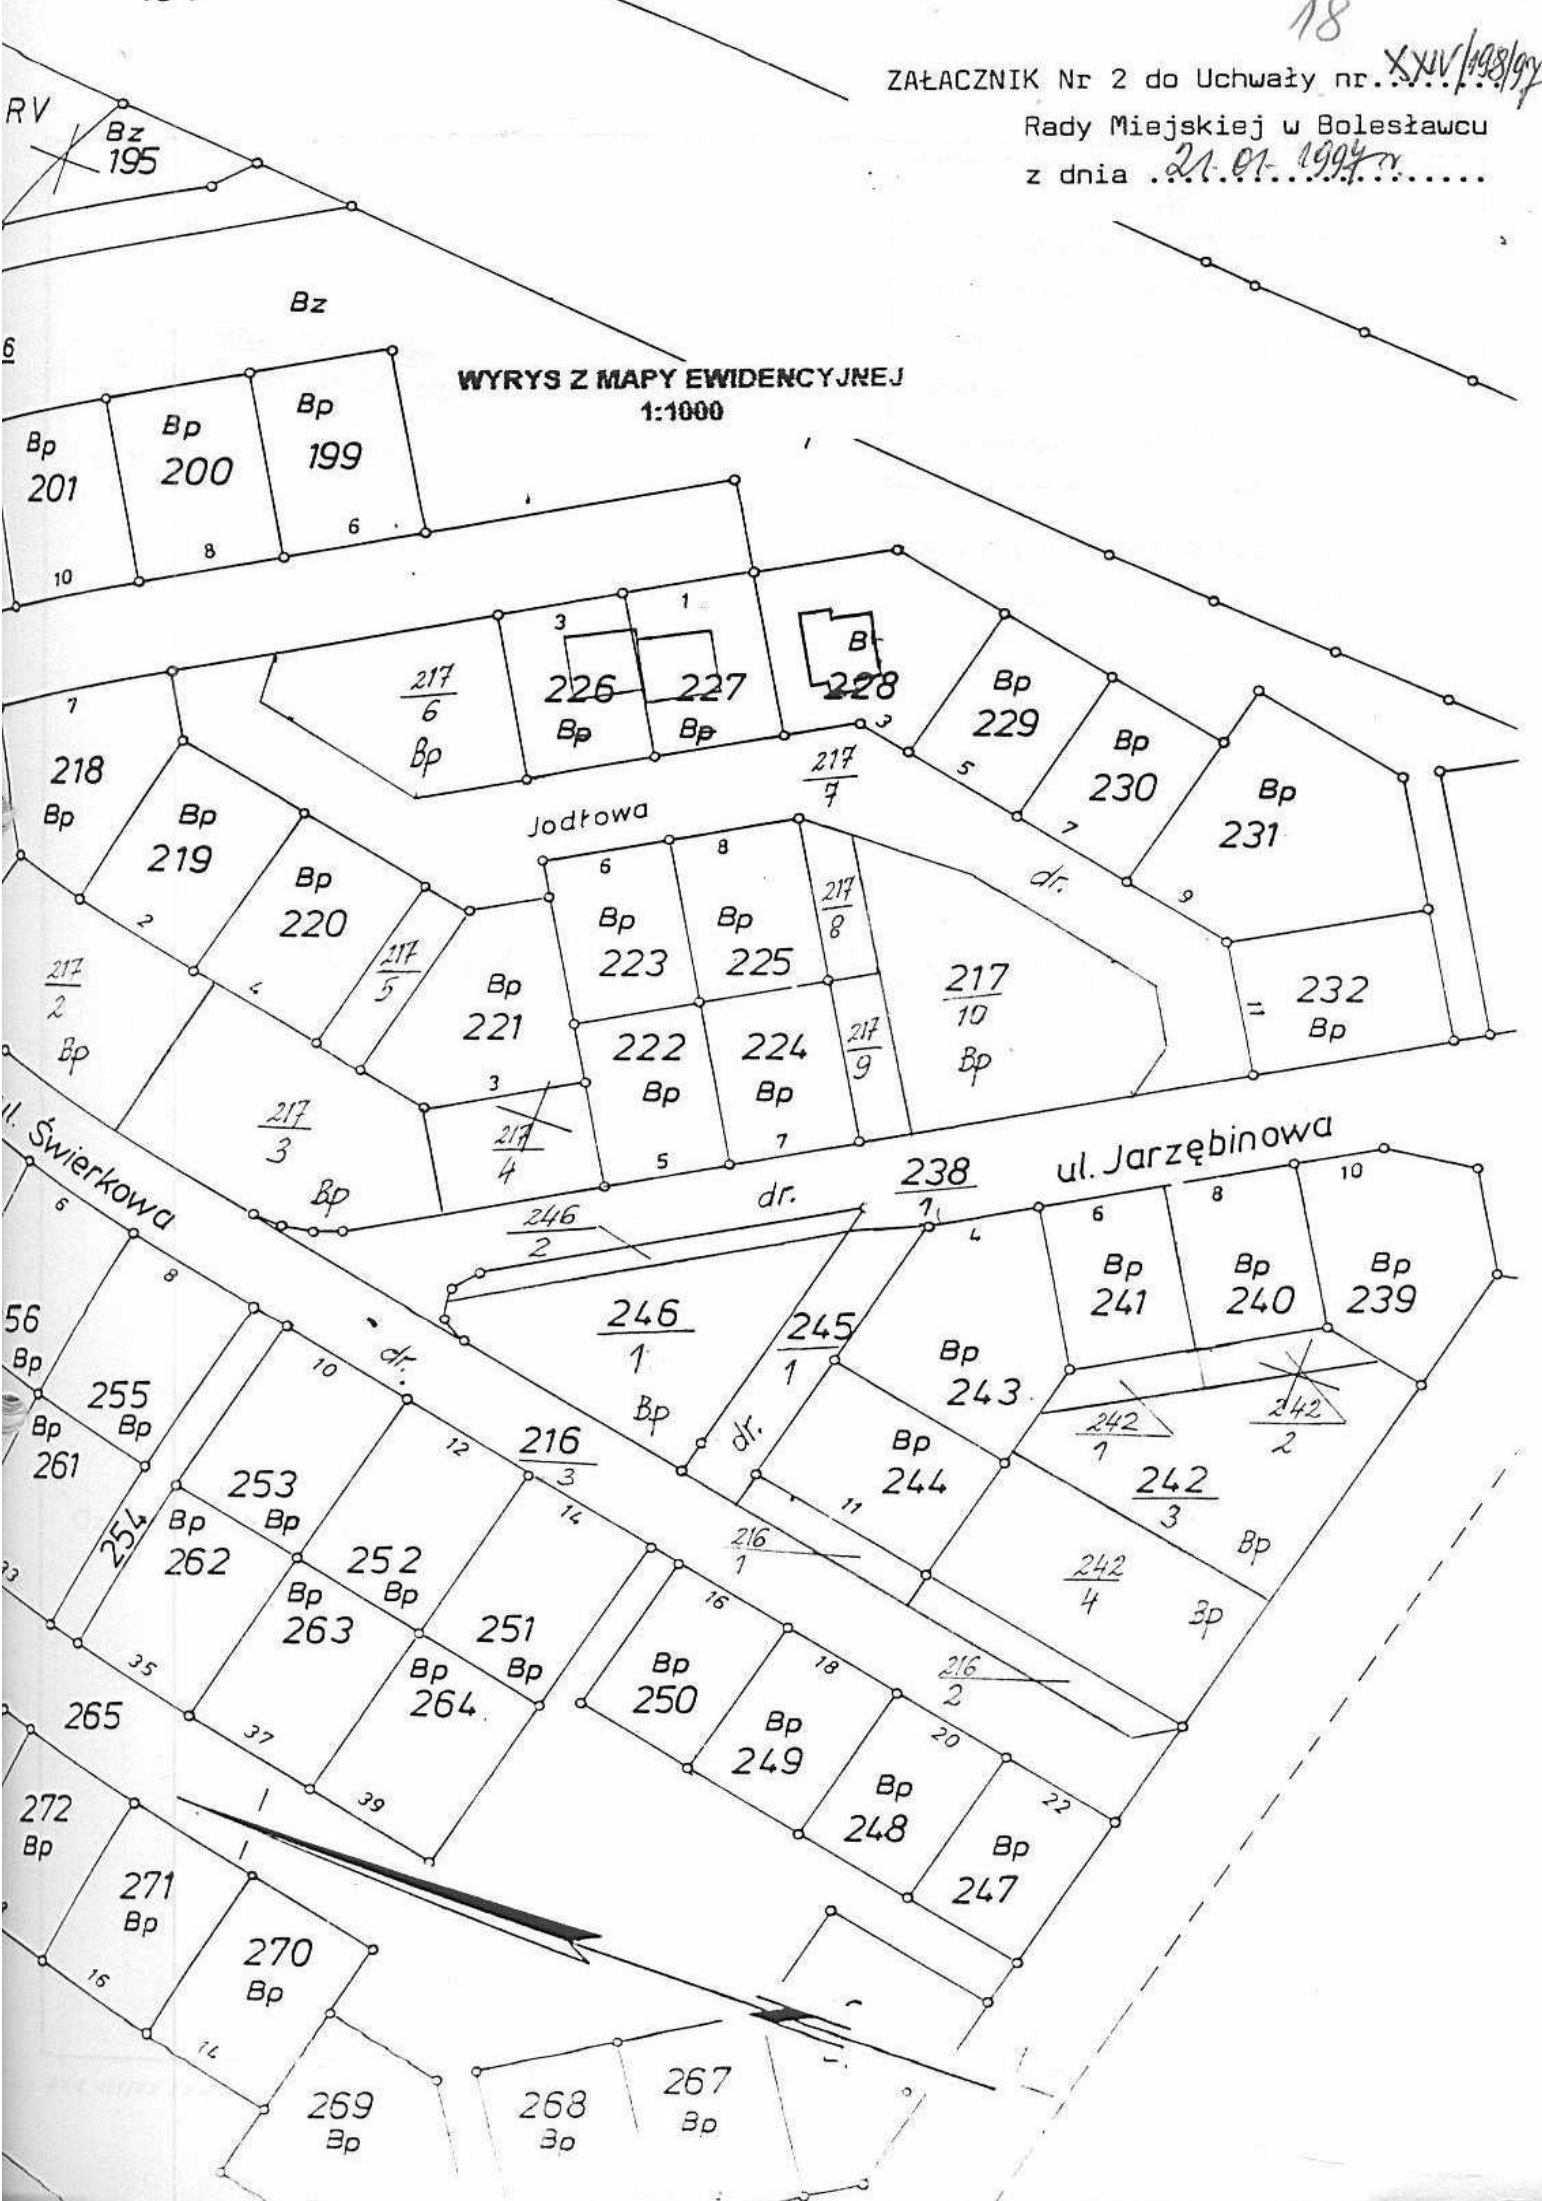 18
ZAŁACZNIK Nr 2 do Uchwały nr. XXIV/198/97
Rady Miejskiej w Bolesławcu
z dnia 21.01.1997 r.
RV
Bz
195
Bz
6
WYRYS Z MAPY EWIDENCYJNEJ
1:1000
Bp
201
10
Bp
200
8
Bp
199
6
7
218
Bp
217
6
Bp
3
226
Bp
1
227
Bp
228
3
Bp
229
5
Bp
230
7
Bp
231
9
217
7
Jodłowa
dr.
Bp
219
2
Bp
220
4
217
5
Bp
221
3
6
Bp
223
8
Bp
225
217
8
217
10
Bp
=
232
Bp
217
2
Bp
222
Bp
5
224
Bp
7
217
9
217
3
Bp
217
4
ul. Świerkowa
dr.
238
1
ul. Jarzębinowa
dr.
246
2
246
1
Bp
245
1
dr.
4
Bp
243
6
Bp
241
8
Bp
240
10
Bp
239
242
1
242
2
242
3
Bp
242
4
Bp
Bp
244
11
6
8
56
Bp
255
Bp
Bp
261
254
10
253
Bp
Bp
262
12
252
Bp
Bp
263
216
3
14
251
Bp
Bp
264
216
1
216
2
33
35
37
39
265
16
Bp
250
18
Bp
249
20
Bp
248
22
Bp
247
272
Bp
271
Bp
16
270
Bp
14
269
Bp
268
Bp
267
Bp